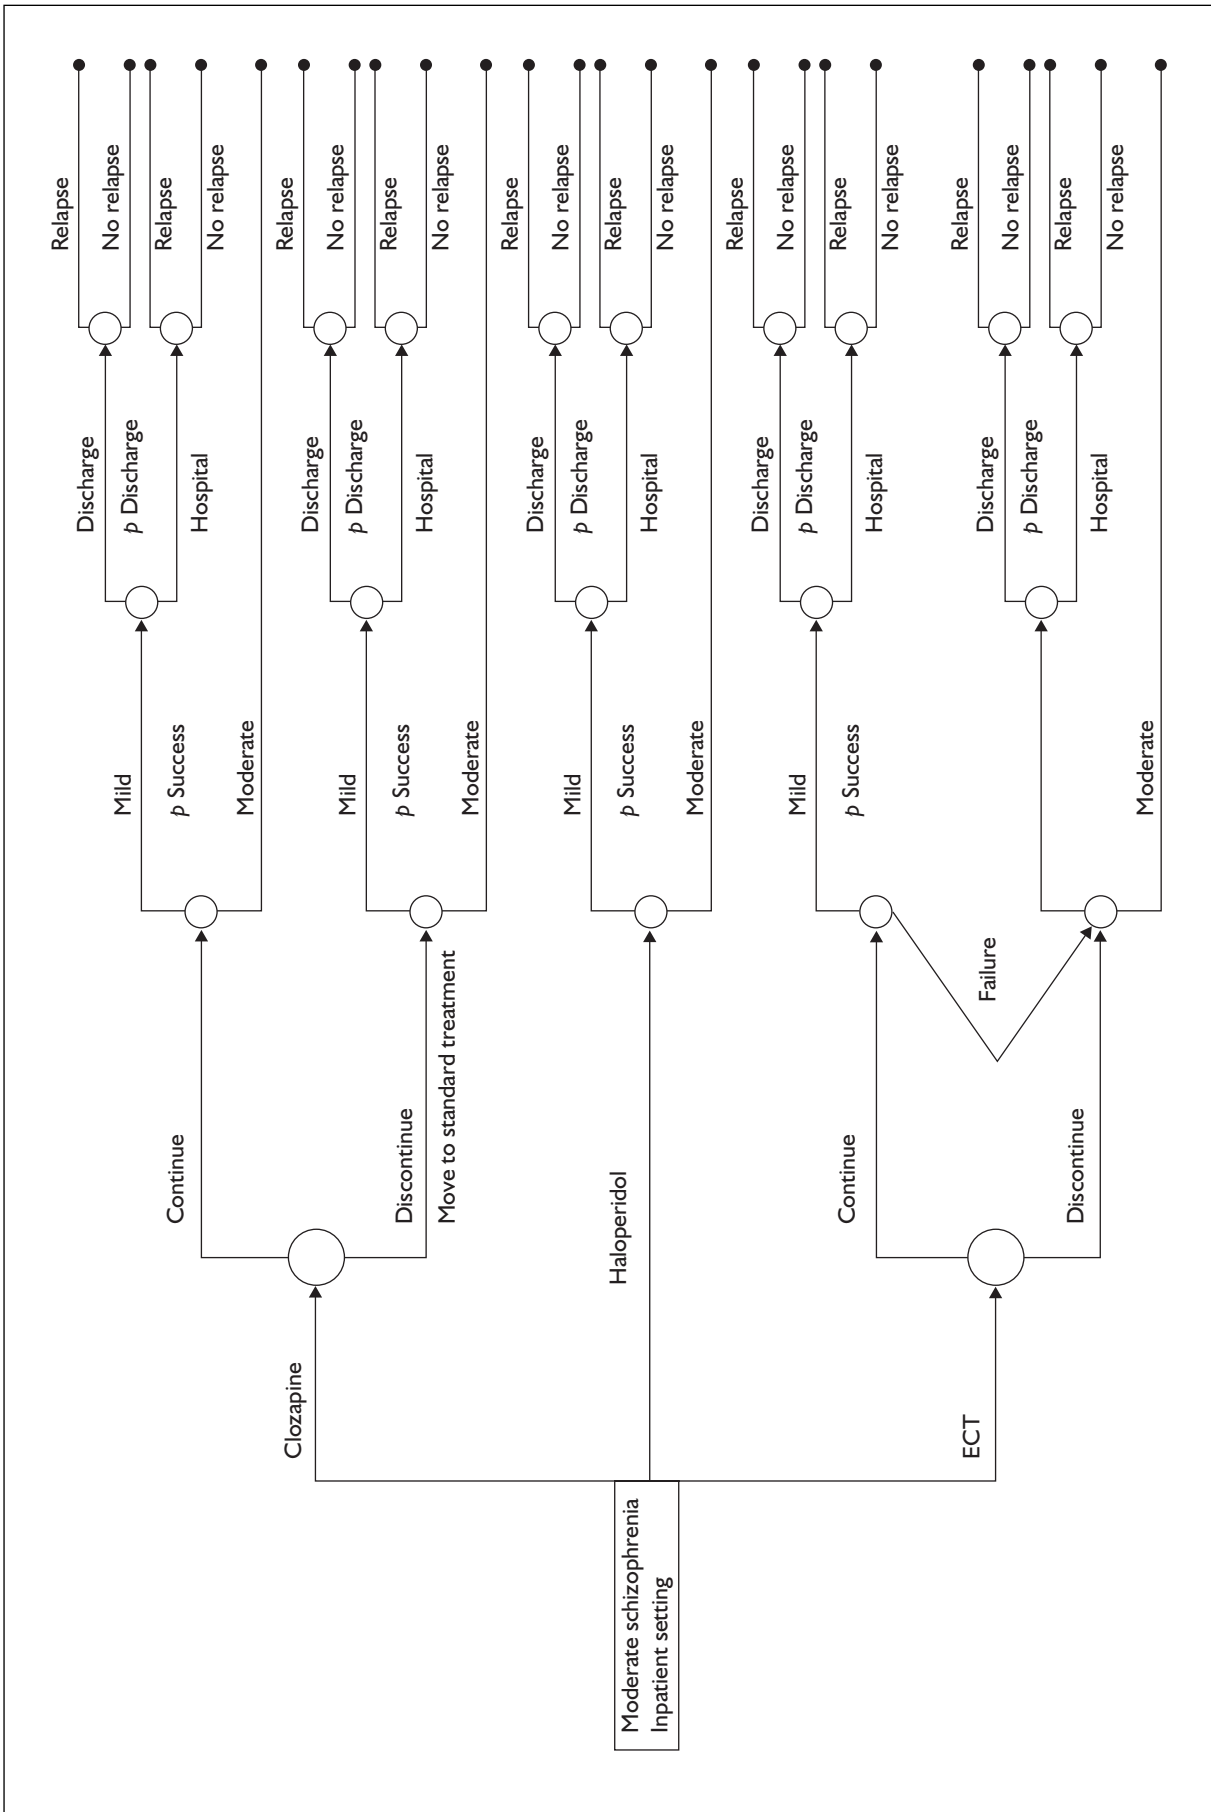 Moderate schizophrenia
Inpatient setting
Clozapine
Continue
Mild
p Success
Moderate
Discharge
p Discharge
Hospital
Relapse
No relapse
Relapse
No relapse
Discontinue
Move to standard treatment
Mild
p Success
Moderate
Discharge
p Discharge
Hospital
Relapse
No relapse
Relapse
No relapse
Haloperidol
Mild
p Success
Moderate
Discharge
p Discharge
Hospital
Relapse
No relapse
Relapse
No relapse
ECT
Continue
Mild
p Success
Failure
Discharge
p Discharge
Hospital
Relapse
No relapse
Relapse
No relapse
Discontinue
Moderate
Discharge
p Discharge
Hospital
Relapse
No relapse
Relapse
No relapse